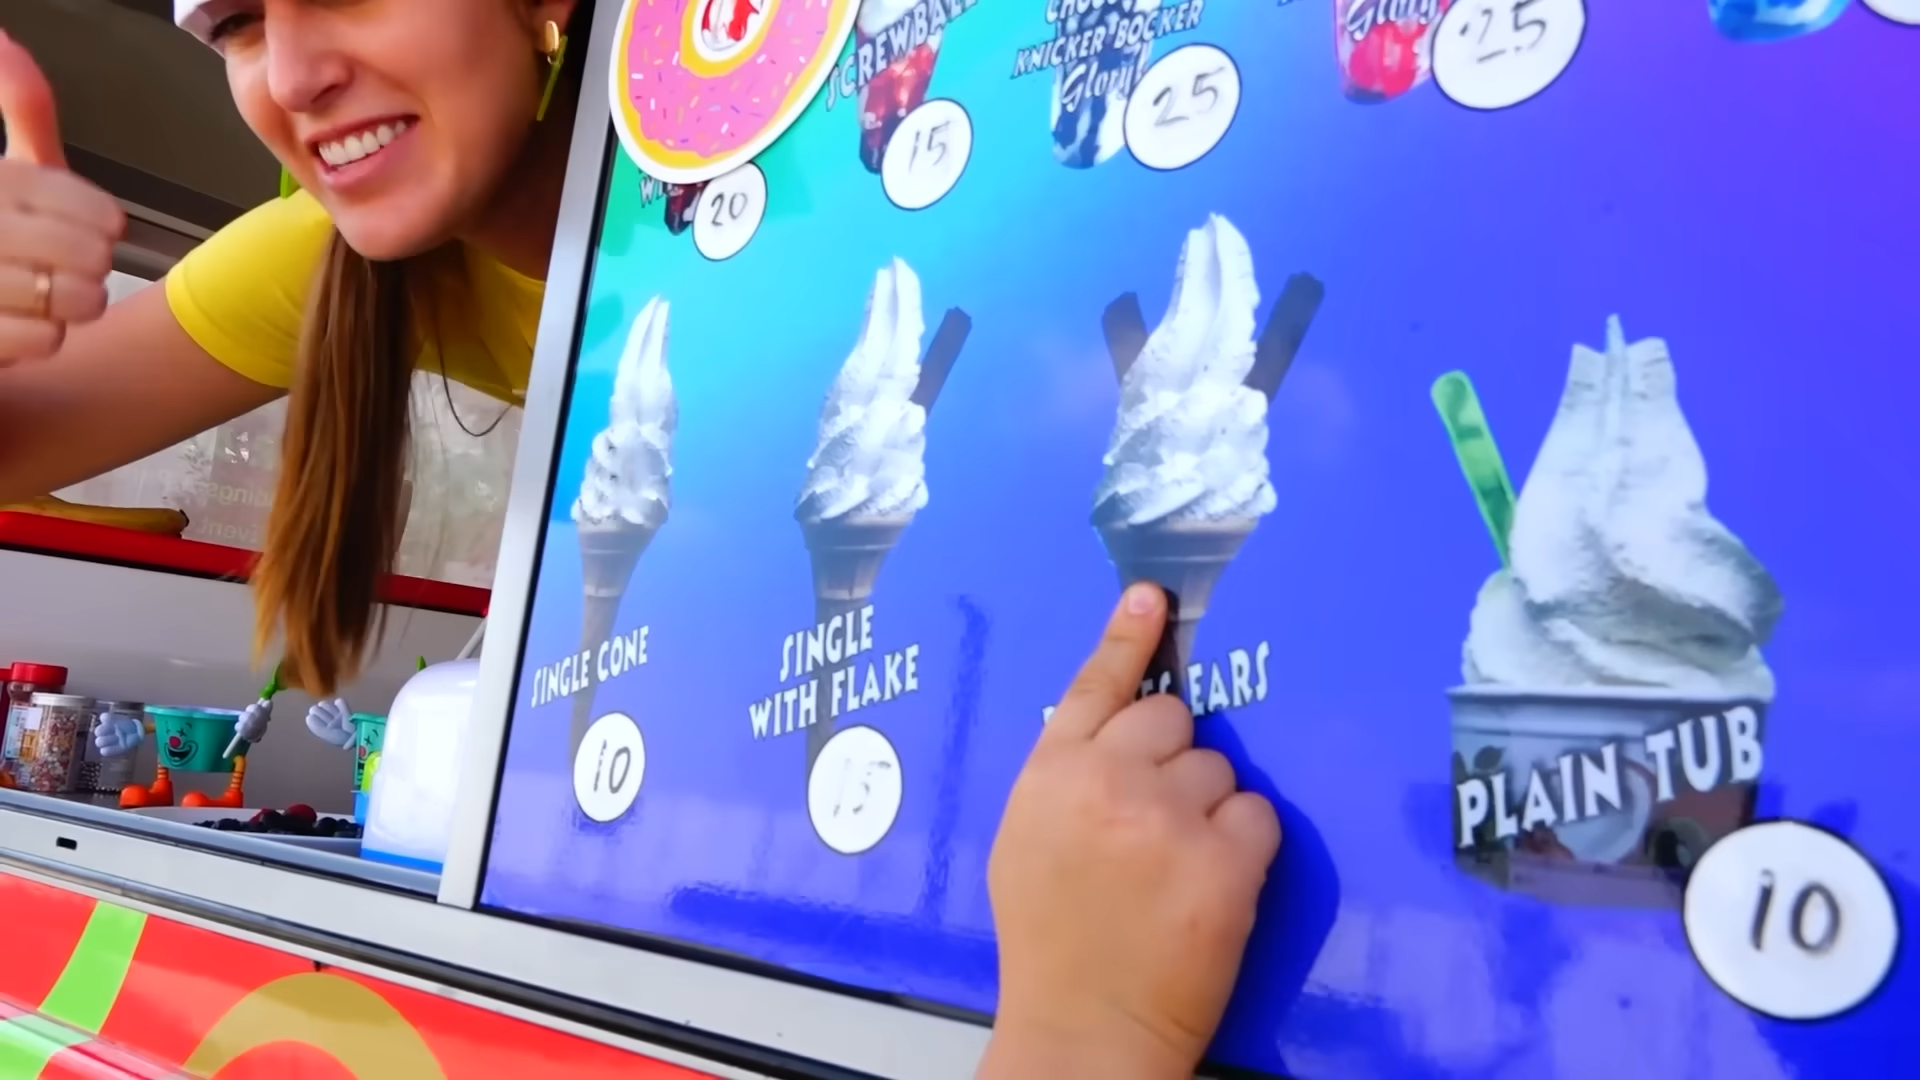 SCREWBALL
15
KNICKER BOCKER
Glory
25
Glory
25
20
SINGLE CONE
10
SINGLE
WITH FLAKE
15
EARS
PLAIN TUB
10